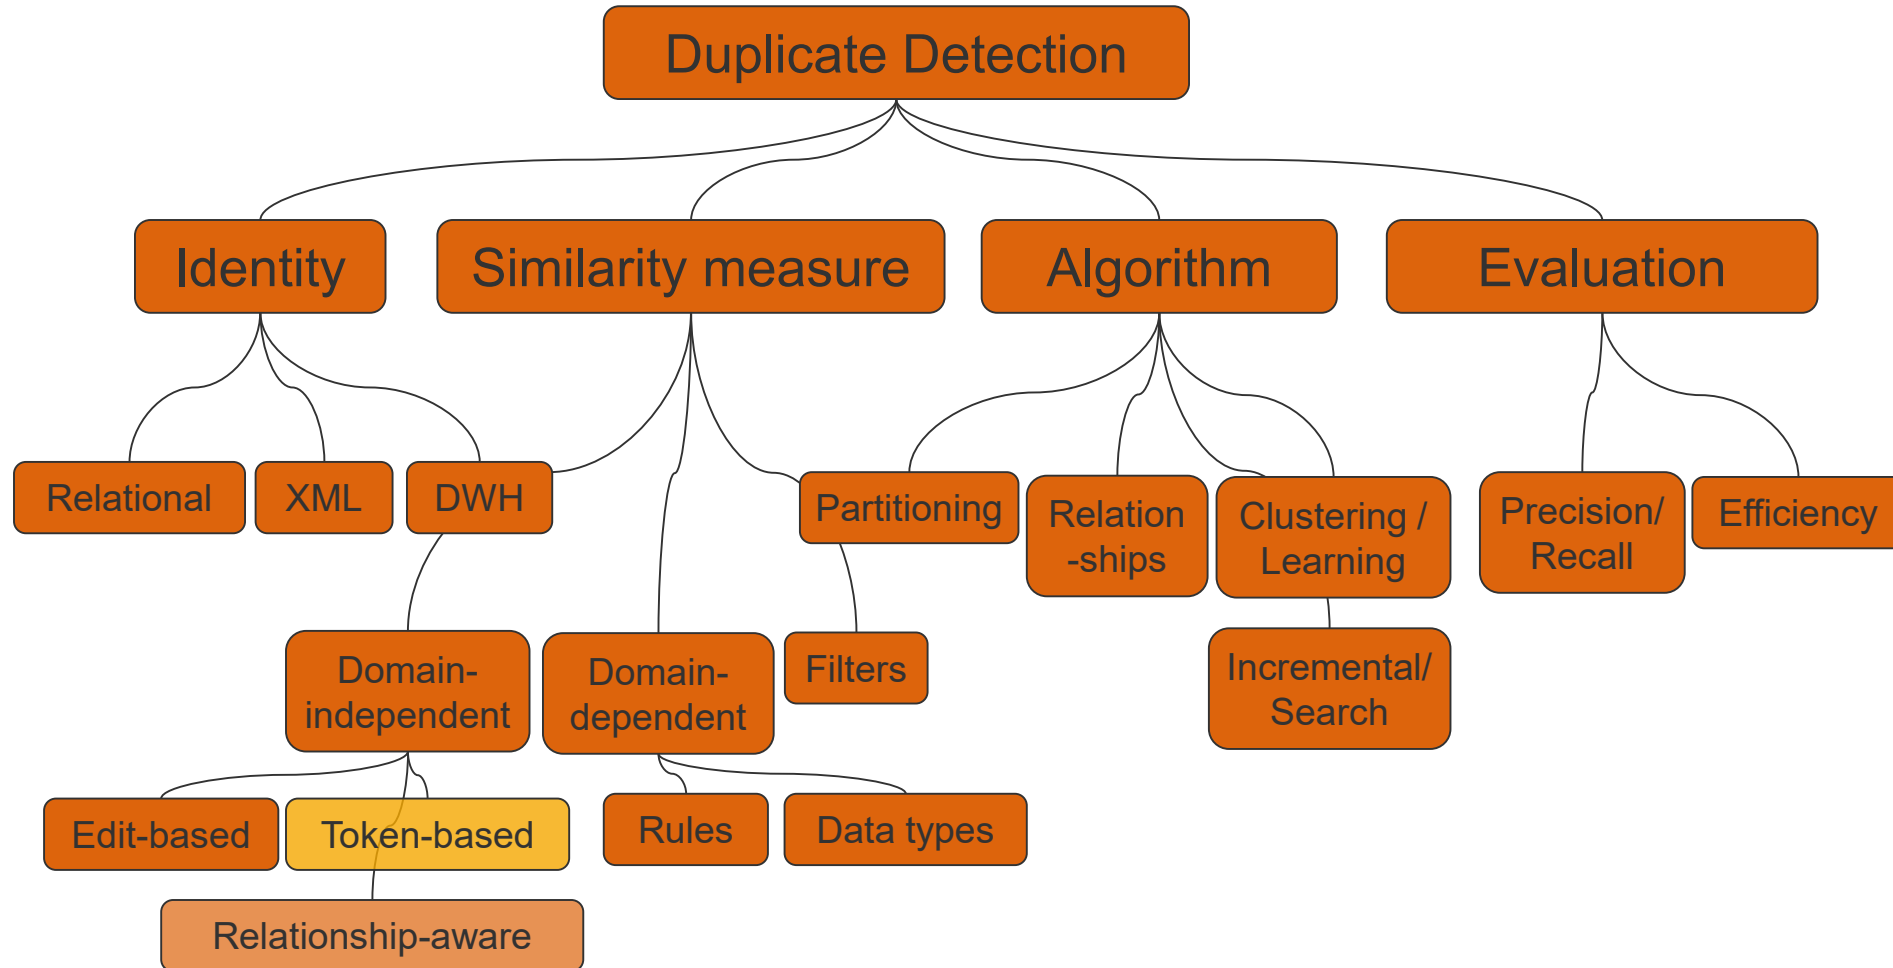 Duplicate Detection
Identity
Similarity measure
Algorithm
Evaluation
Relational
XML
DWH
Partitioning
Relation
-ships
Clustering /
Learning
Precision/
Recall
Efficiency
Domain-
independent
Domain-
dependent
Filters
Incremental/
Search
Edit-based
Token-based
Rules
Data types
Relationship-aware